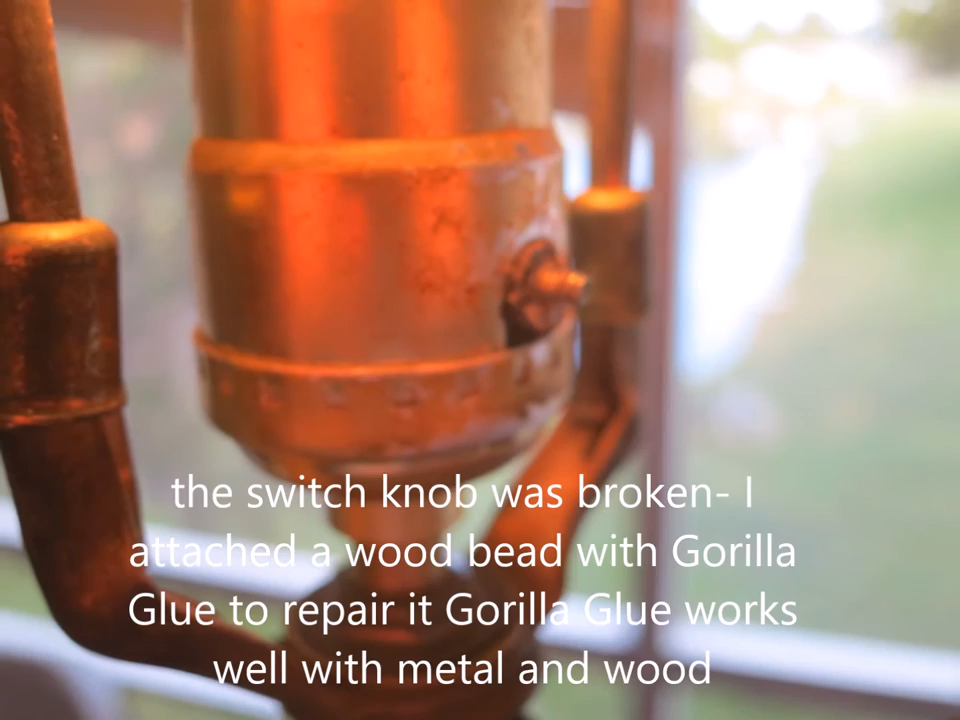 the switch knob was broken- I
attached a wood bead with Gorilla
Glue to repair it Gorilla Glue works
well with metal and wood